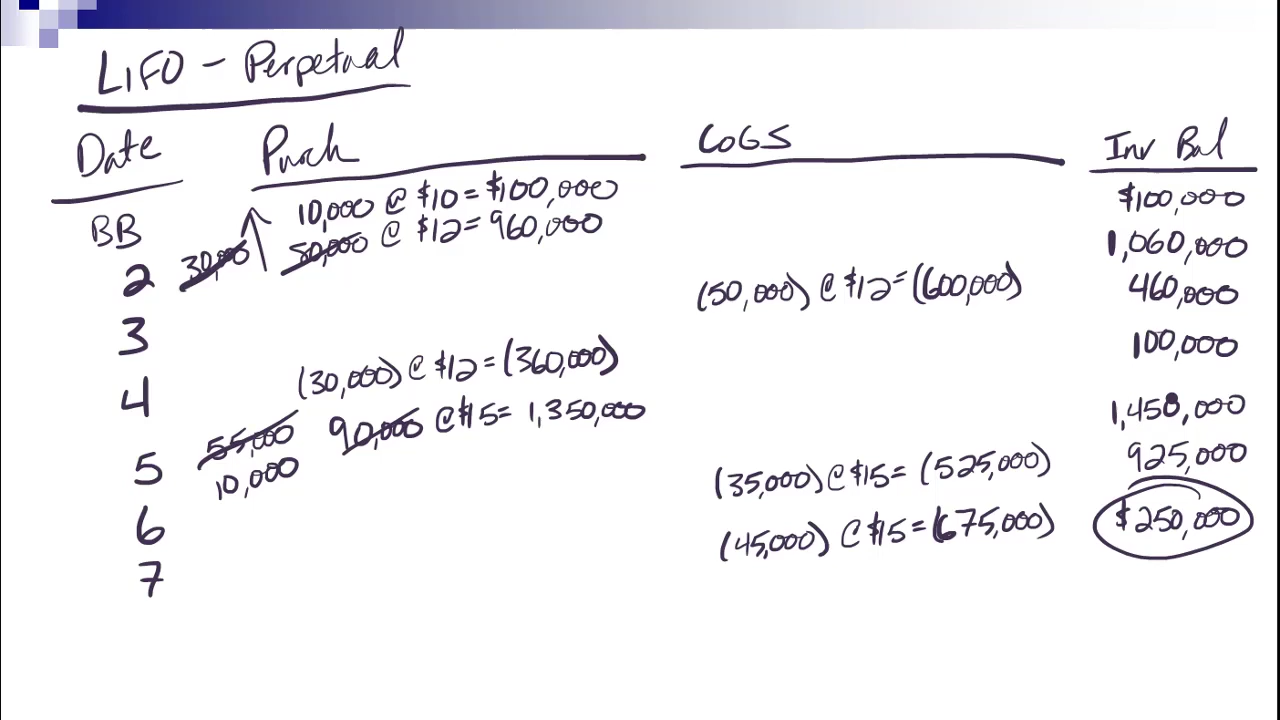 LIFO - Perpetual
Date Purch COGS Inv Bal
BB 10,000 @ $10 = $100,000 $100,000
2 30,000 50,000 @ $12 = 960,000 1,060,000
3 (50,000) @ $12 = (600,000) 460,000
4 (30,000) @ $12 = (360,000) 100,000
5 55,000 90,000 @ $15 = 1,350,000 1,450,000
10,000
6 (35,000) @ $15 = (525,000) 925,000
7 (45,000) @ $15 = (675,000) $250,000